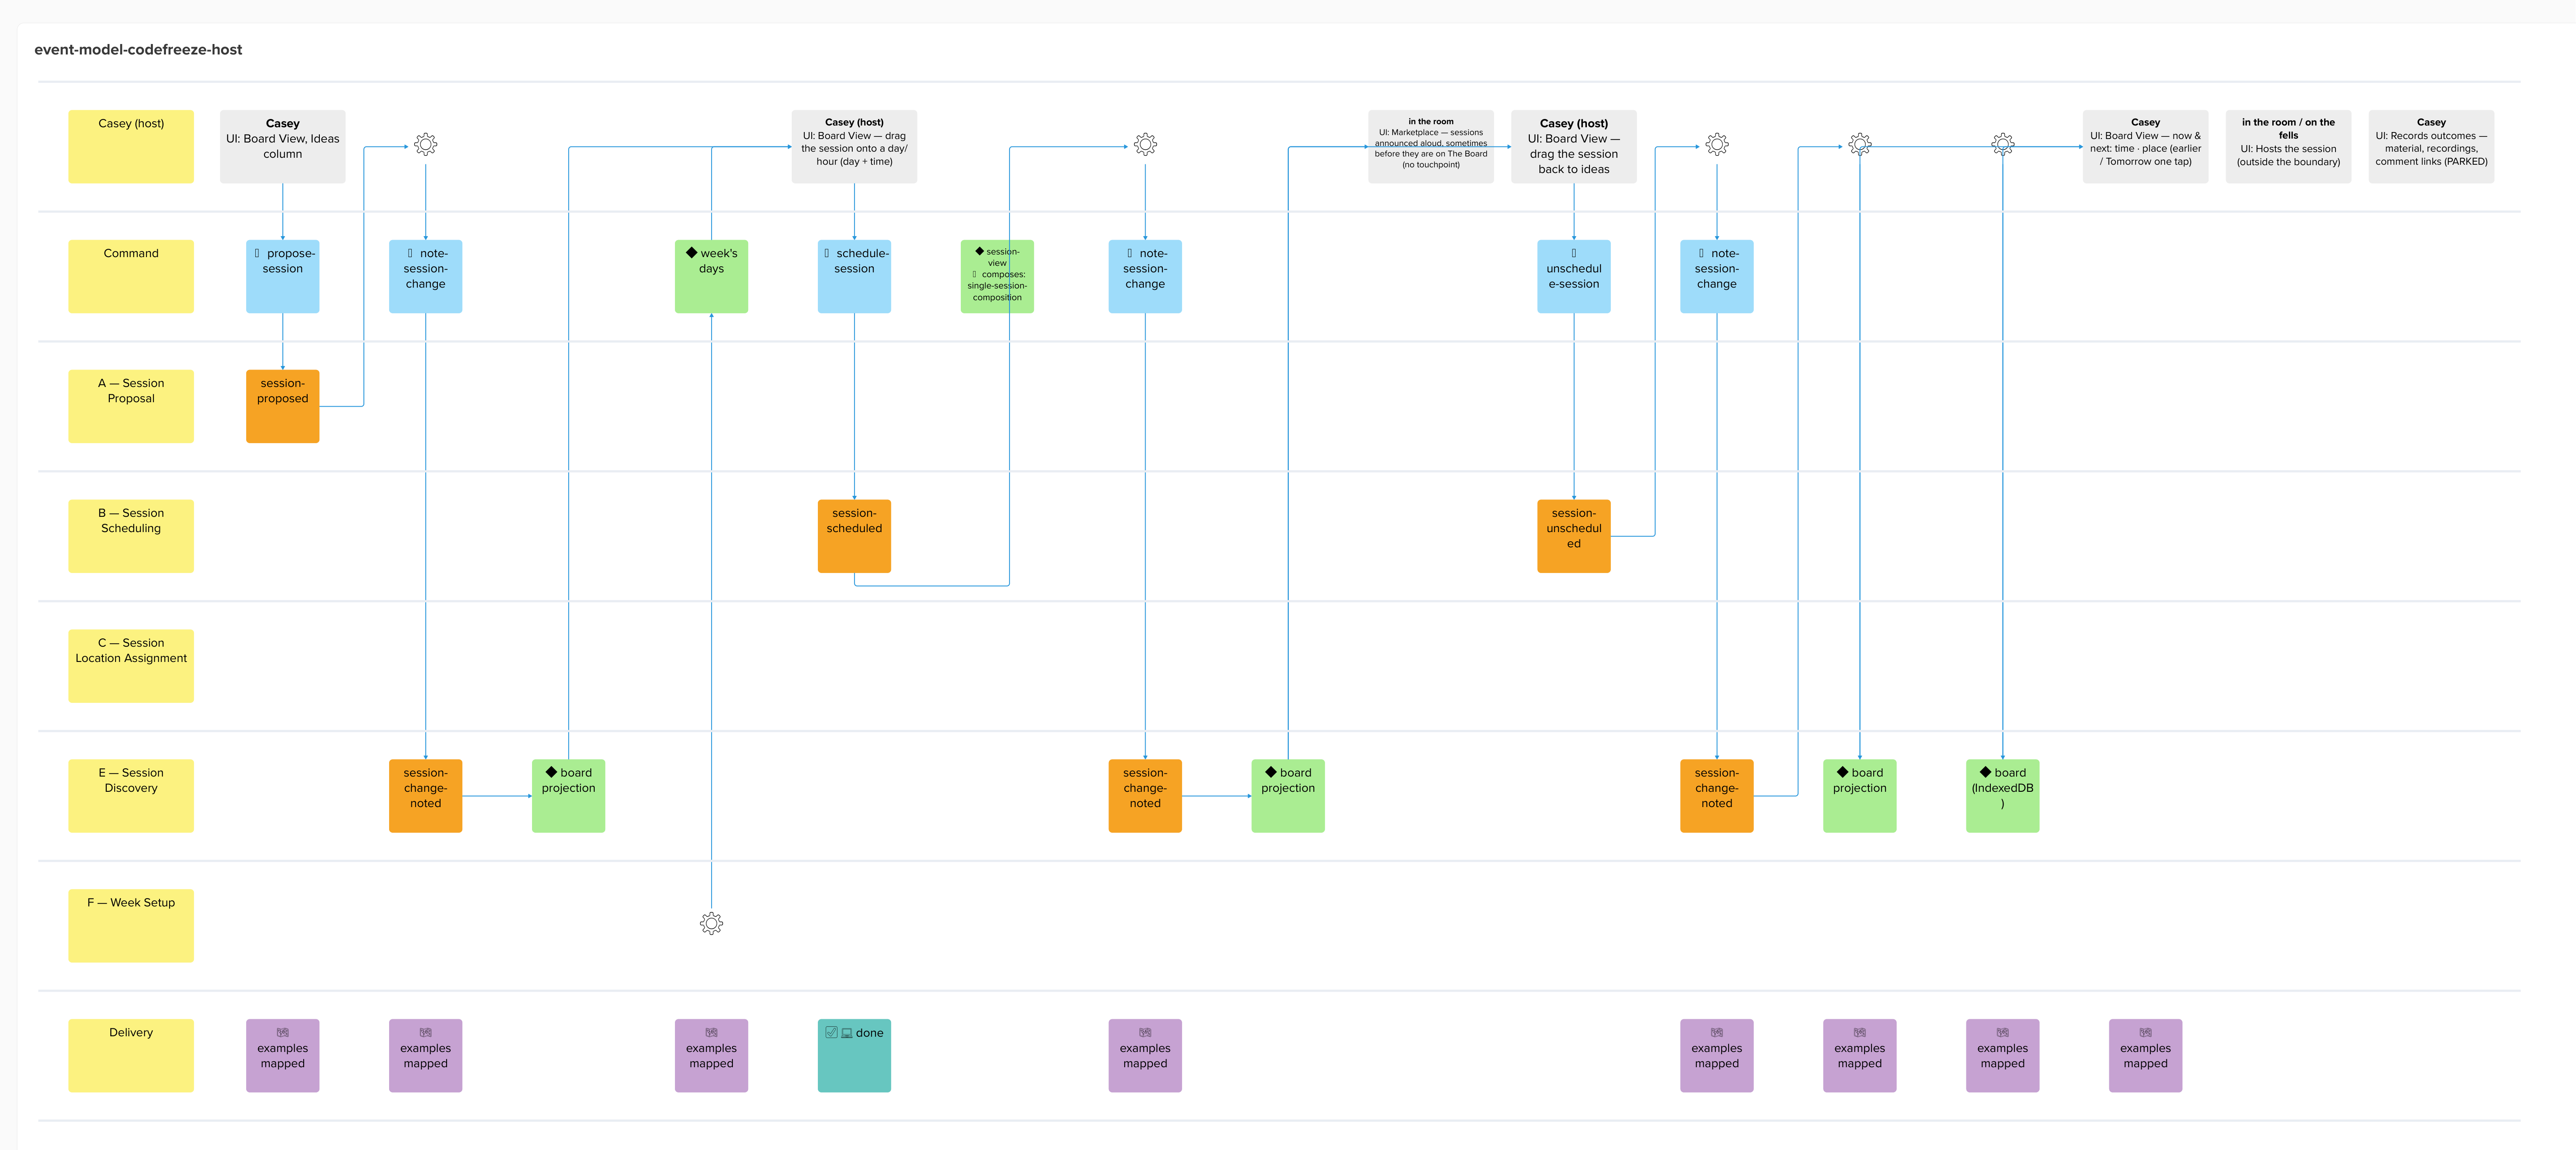 event-model-codefreeze-host
Casey (host)
Casey
UI: Board View, Ideas
column
Casey (host)
UI: Board View — drag
the session onto a day/
hour (day + time)
in the room
UI: Marketplace — sessions
announced aloud, sometimes
before they are on The Board
(no touchpoint)
Casey (host)
UI: Board View —
drag the session
back to ideas
Casey
UI: Board View — now &
next: time · place (earlier
/ Tomorrow one tap)
in the room / on the
fells
UI: Hosts the session
(outside the boundary)
Casey
UI: Records outcomes —
material, recordings,
comment links (PARKED)
Command
propose-
session
note-
session-
change
◆ week's
days
schedule-
session
◆ session-
view
composes:
single-session-
composition
note-
session-
change
unschedul
e-session
note-
session-
change
A — Session
Proposal
session-
proposed
B — Session
Scheduling
session-
scheduled
session-
unschedul
ed
C — Session
Location Assignment
E — Session
Discovery
session-
change-
noted
◆ board
projection
session-
change-
noted
◆ board
projection
session-
change-
noted
◆ board
projection
◆ board
(IndexedDB
)
F — Week Setup
Delivery
examples
mapped
examples
mapped
examples
mapped
done
examples
mapped
examples
mapped
examples
mapped
examples
mapped
examples
mapped